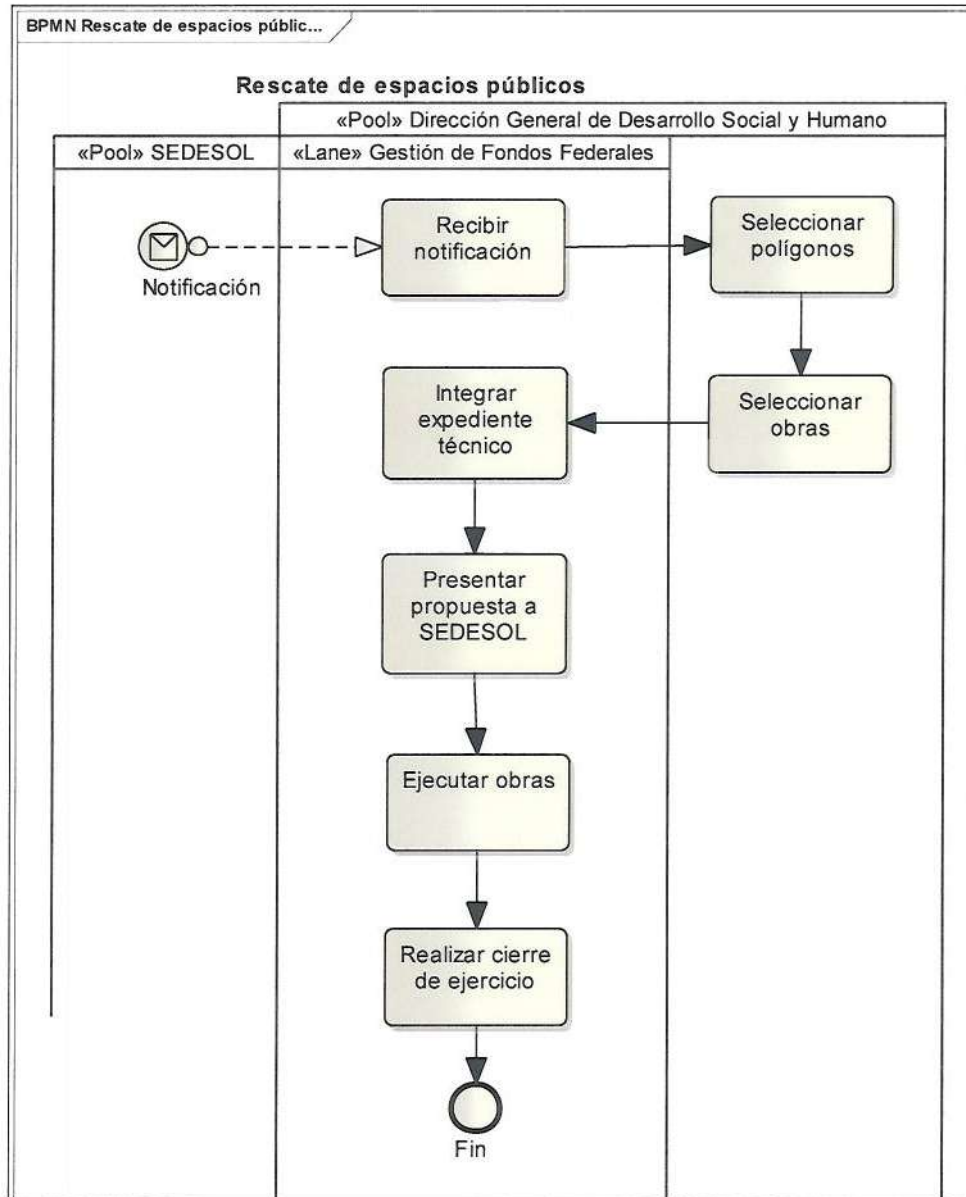 BPMN Rescate de espacios públic...
Rescate de espacios públicos
«Pool» Dirección General de Desarrollo Social y Humano
«Pool» SEDESOL
«Lane» Gestión de Fondos Federales
Notificación
Recibir
notificación
Seleccionar
polígonos
Seleccionar
obras
Integrar
expediente
técnico
Presentar
propuesta a
SEDESOL
Ejecutar obras
Realizar cierre
de ejercicio
Fin